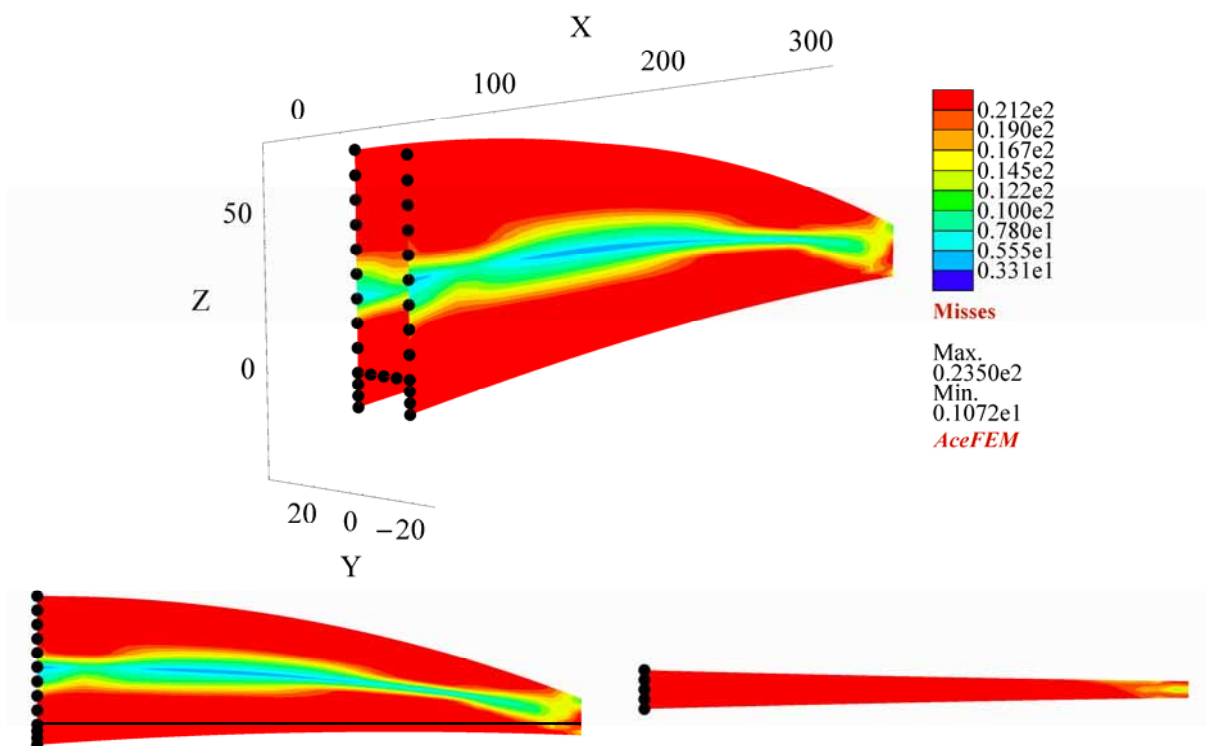 X
0
100
200
300
50
Z
0
20
0
−20
Y
0.212e2
0.190e2
0.167e2
0.145e2
0.122e2
0.100e2
0.780e1
0.555e1
0.331e1
Misses
Max.
0.2350e2
Min.
0.1072e1
AceFEM